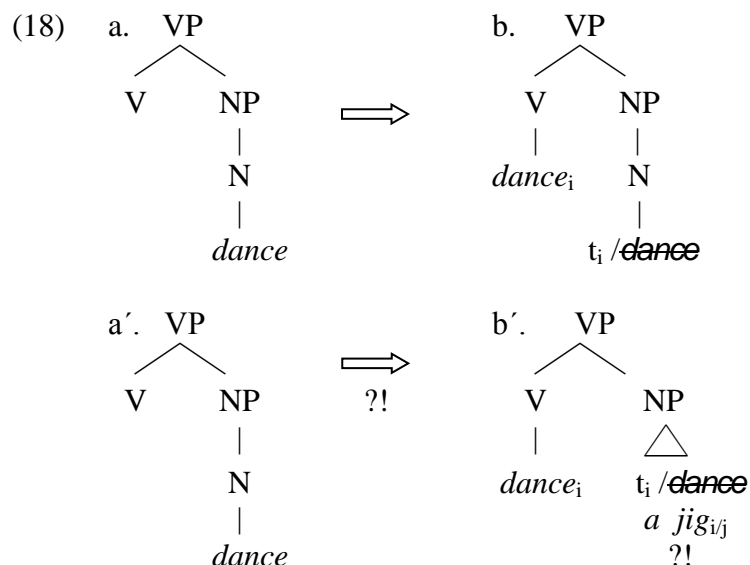 (18) a. VP b. VP
V NP V NP
N danceᵢ N
dance tᵢ /dance
a´. VP b´. VP
?!
V NP V NP
N danceᵢ tᵢ /dance
a jigᵢ/ⱼ
dance ?!